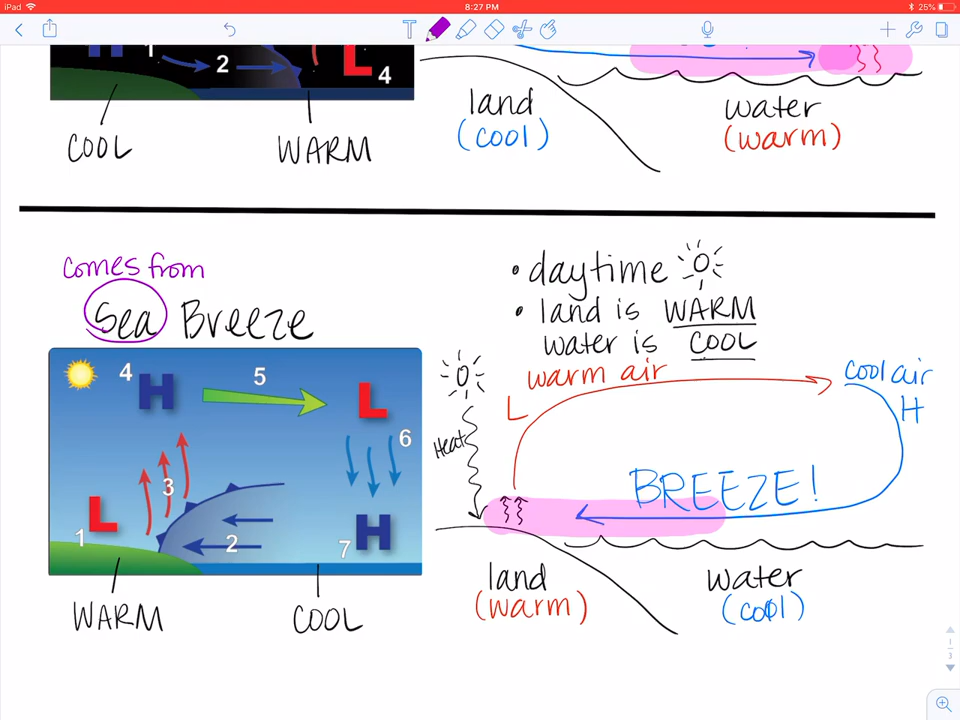 iPad
8:27 PM
25%
T
1
2
L
4
COOL
WARM
land
(cool)
water
(warm)
comes from
Sea Breeze
• daytime
• land is WARM
water is COOL
4
H
5
L
6
3
L
1
2
7
H
WARM
COOL
warm air
cool air
L
H
Heat
BREEZE!
land
(warm)
water
(cool)
1
3